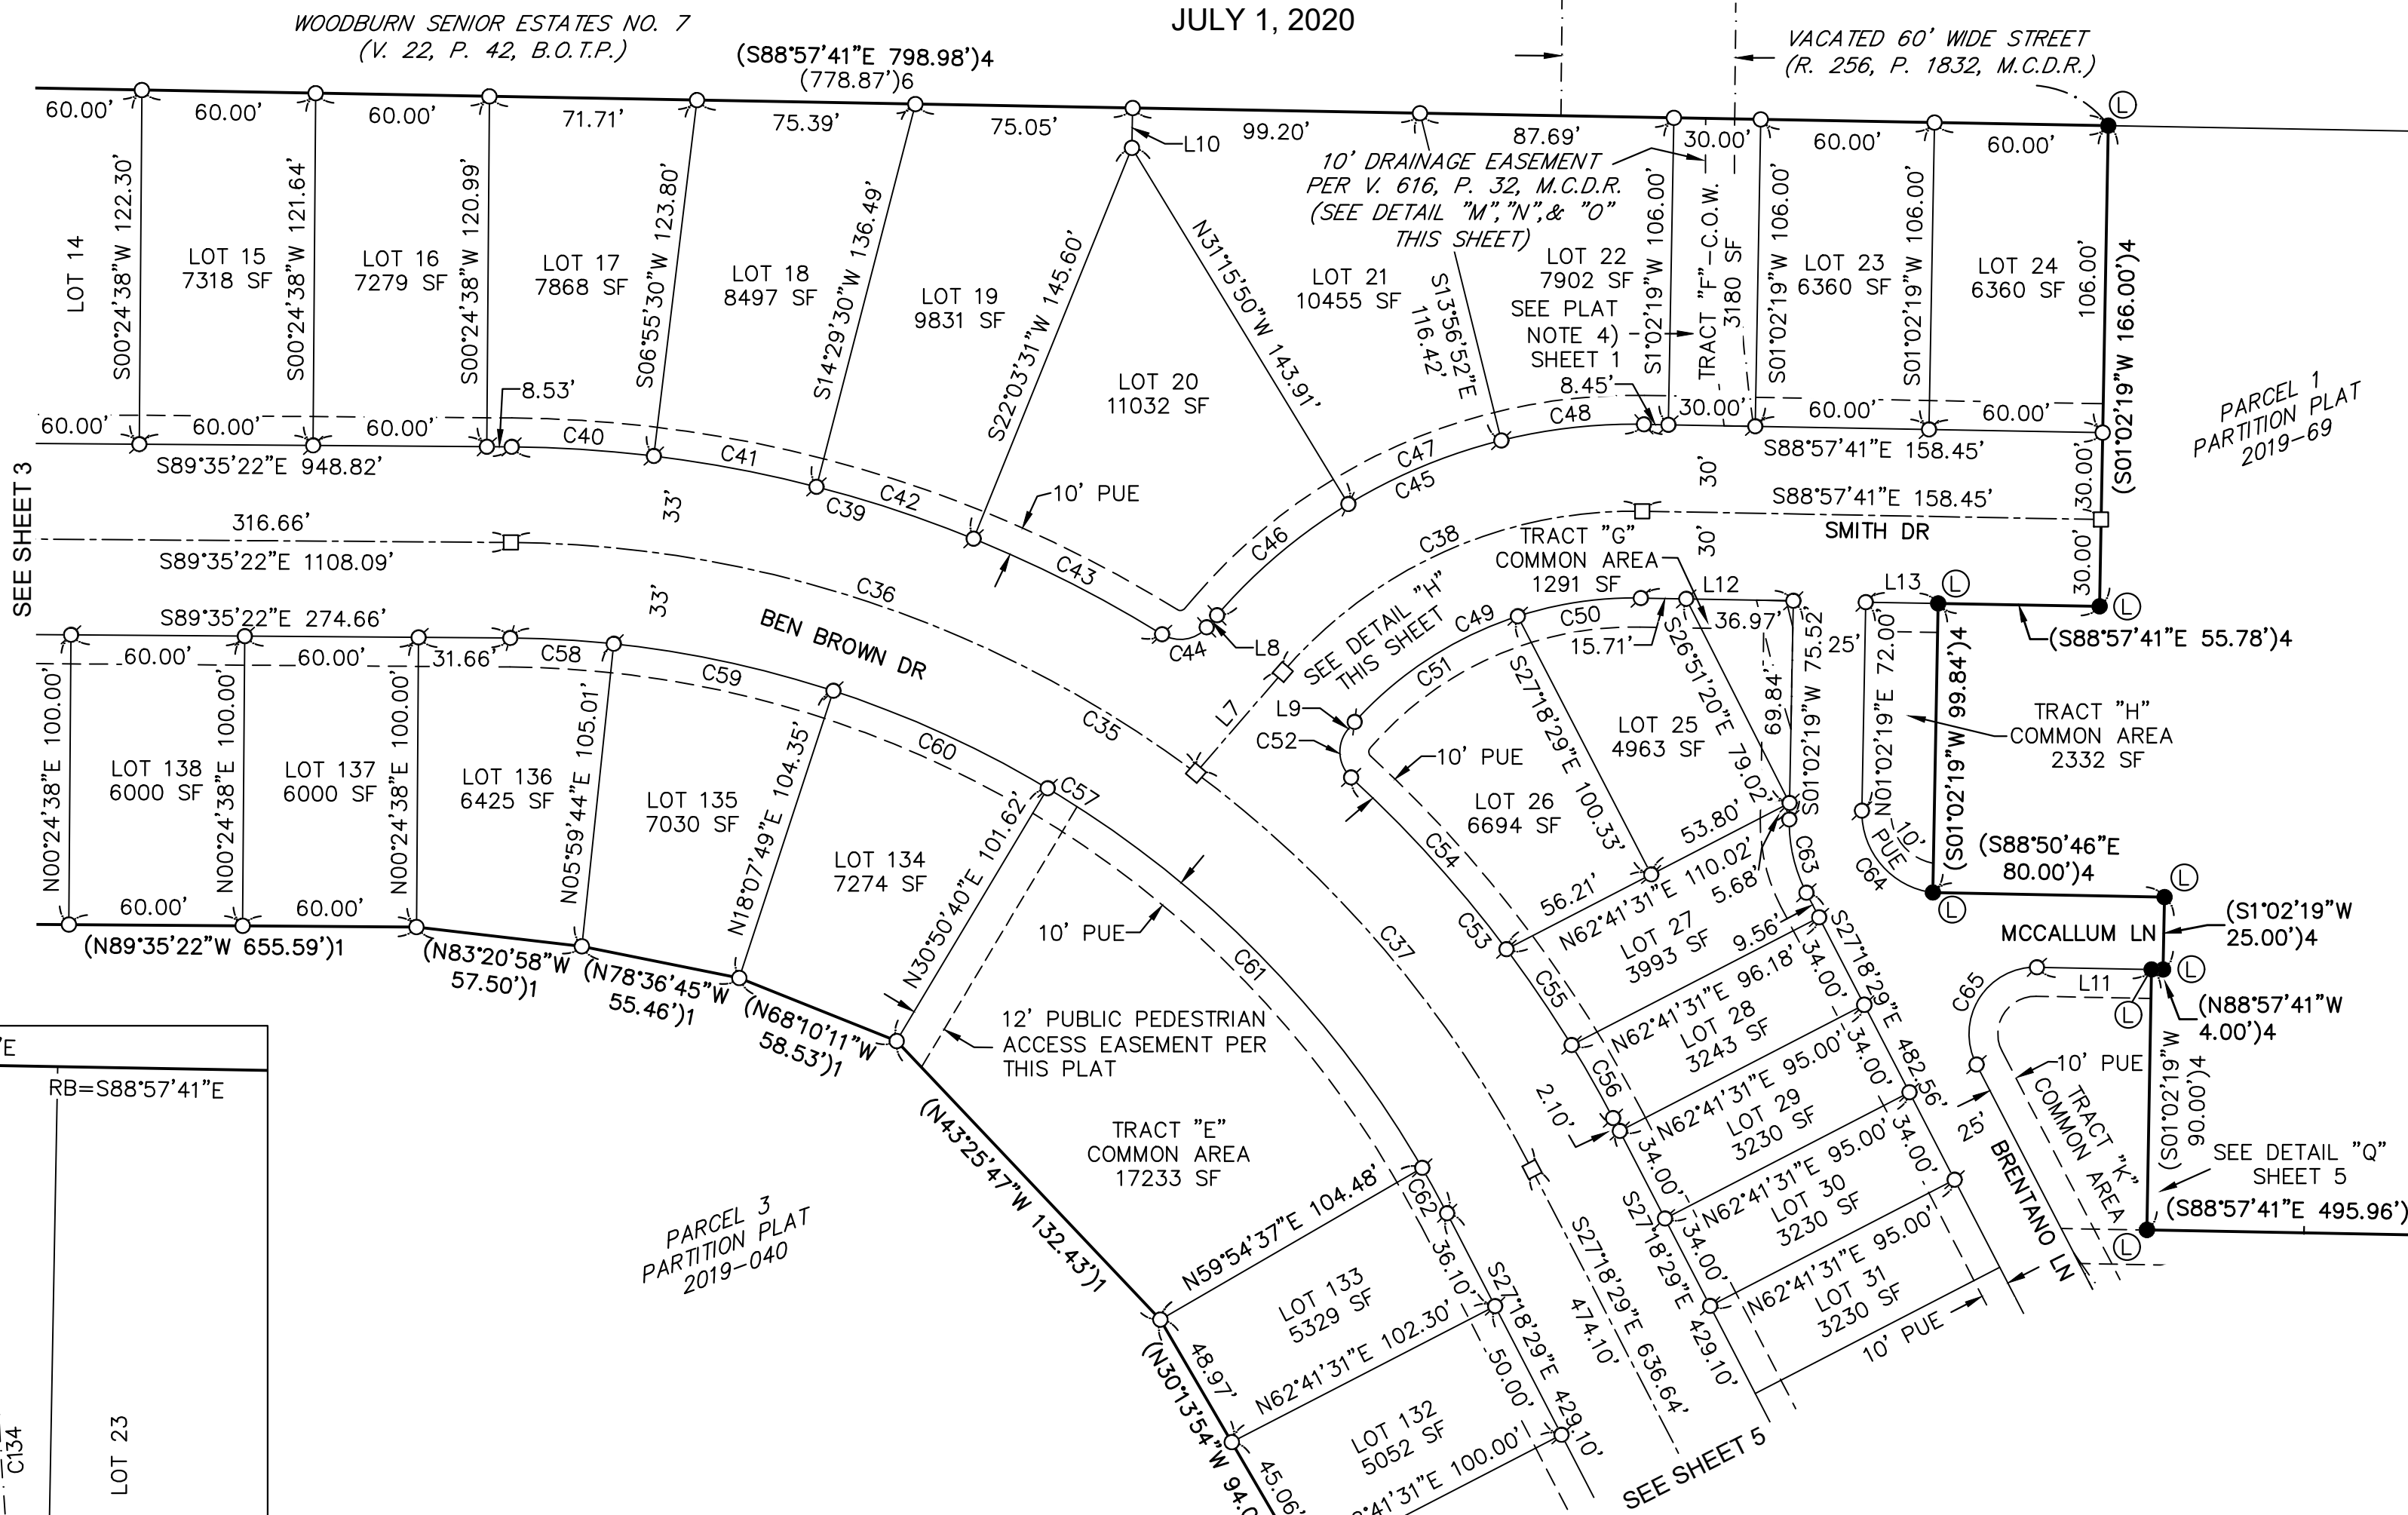 WOODBURN SENIOR ESTATES NO. 7
(V. 22, P. 42, B.O.T.P.)
JULY 1, 2020
(S88°57'41"E 798.98')4
(778.87')6
VACATED 60' WIDE STREET
(R. 256, P. 1832, M.C.D.R.)
L
60.00'
60.00'
60.00'
71.71'
75.39'
75.05'
L10
99.20'
87.69'
30.00'
60.00'
60.00'
10' DRAINAGE EASEMENT
PER V. 616, P. 32, M.C.D.R.
(SEE DETAIL "M","N",& "O"
THIS SHEET)
LOT 14
S00°24'38"W 122.30'
LOT 15
7318 SF
S00°24'38"W 121.64'
LOT 16
7279 SF
S00°24'38"W 120.99'
LOT 17
7868 SF
S06°55'30"W 123.80'
LOT 18
8497 SF
S14°29'30"W 136.49'
LOT 19
9831 SF
S22°03'31"W 145.60'
LOT 20
11032 SF
N31°15'50"W 143.91'
LOT 21
10455 SF
S13°56'52"E
116.42'
LOT 22
7902 SF
SEE PLAT
NOTE 4)
SHEET 1
S1°02'19"W 106.00'
TRACT "F"-C.O.W.
3180 SF
S01°02'19"W 106.00'
LOT 23
6360 SF
S01°02'19"W 106.00'
LOT 24
6360 SF
106.00'
(S01°02'19"W 166.00')4
PARCEL 1
PARTITION PLAT
2019-69
60.00'
60.00'
60.00'
8.53'
C40
C41
C42
C39
C43
10' PUE
C44
L8
C46
C47
C45
C48
8.45'
30.00'
60.00'
60.00'
S89°35'22"E 948.82'
S88°57'41"E 158.45'
30'
30.00'
S88°57'41"E 158.45'
SMITH DR
30'
30.00'
SEE SHEET 3
316.66'
S89°35'22"E 1108.09'
33'
33'
C36
BEN BROWN DR
C35
L7
C38
SEE DETAIL "H"
THIS SHEET
TRACT "G"
COMMON AREA
1291 SF
L12
L13
L
L
(S88°57'41"E 55.78')4
S89°35'22"E 274.66'
60.00'
60.00'
31.66'
C58
C59
C60
C57
C49
C50
C51
15.71'
36.97'
25'
L9
C52
10' PUE
N00°24'38"E 100.00'
LOT 138
6000 SF
N00°24'38"E 100.00'
LOT 137
6000 SF
N00°24'38"E 100.00'
LOT 136
6425 SF
N05°59'44"E 105.01'
LOT 135
7030 SF
N18°07'49"E 104.35'
LOT 134
7274 SF
N30°50'40"E 101.62'
LOT 26
6694 SF
S27°18'29"E 100.33'
LOT 25
4963 SF
S26°51'20"E 79.02'
69.84'
S01°02'19"W 75.52'
N01°02'19"E 72.00'
(S01°02'19"W 99.84')4
TRACT "H"
COMMON AREA
2332 SF
10'
PUE
C64
C63
(S88°50'46"E
80.00')4
L
L
(S1°02'19"W
25.00')4
MCCALLUM LN
L
(N88°57'41"W
4.00')4
L
L11
C65
10' PUE
TRACT "K"
COMMON AREA
(S01°02'19"W
90.00')4
SEE DETAIL "Q"
SHEET 5
(S88°57'41"E 495.96')
L
25'
BRENTANO LN
60.00'
60.00'
(N89°35'22"W 655.59')1
(N83°20'58"W
57.50')1
(N78°36'45"W
55.46')1
(N68°10'11"W
58.53')1
10' PUE
C61
C37
C54
C53
C55
C56
56.21'
53.80'
N62°41'31"E 110.02'
5.68'
LOT 27
3993 SF
9.56'
N62°41'31"E 96.18'
LOT 28
3243 SF
34.00'
S27°18'29"E 482.56'
N62°41'31"E 95.00'
LOT 29
3230 SF
34.00'
N62°41'31"E 95.00'
LOT 30
3230 SF
34.00'
N62°41'31"E 95.00'
LOT 31
3230 SF
10' PUE
2.10'
34.00'
34.00'
S27°18'29"E 429.10'
12' PUBLIC PEDESTRIAN
ACCESS EASEMENT PER
THIS PLAT
TRACT "E"
COMMON AREA
17233 SF
(N43°25'47"W 132.43')1
PARCEL 3
PARTITION PLAT
2019-040
N59°54'37"E 104.48'
C62
36.10'
LOT 133
5329 SF
N62°41'31"E 102.30'
48.97'
(N30°13'54"W 94.0
45.06'
LOT 132
5052 SF
50.00'
S27°18'29"E 429.10'
°41'31"E 100.00'
S27°18'29"E 636.64'
474.10'
SEE SHEET 5
'E
RB=S88°57'41"E
C134
LOT 23